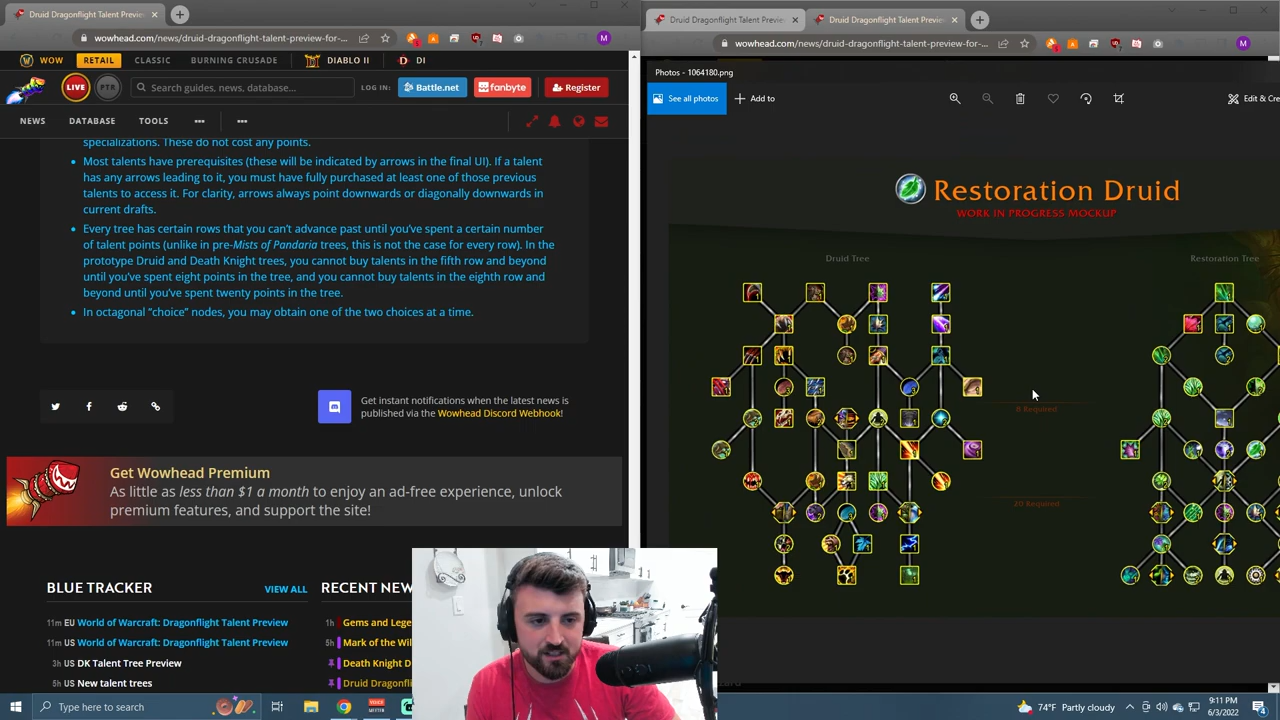 Druid Dragonflight Talent Preview
wowhead.com/news/druid-dragonflight-talent-preview-for-...
M
WOW RETAIL CLASSIC BURNING CRUSADE DIABLO II DI
LIVE PTR Search guides, news, database... LOG IN: Battle.net fanbyte Register
NEWS DATABASE TOOLS
specializations. These do not cost any points.
Most talents have prerequisites (these will be indicated by arrows in the final UI). If a talent
has any arrows leading to it, you must have fully purchased at least one of those previous
talents to access it. For clarity, arrows always point downwards or diagonally downwards in
current drafts.
Every tree has certain rows that you can't advance past until you've spent a certain number
of talent points (unlike in pre-Mists of Pandaria trees, this is not the case for every row). In the
prototype Druid and Death Knight trees, you cannot buy talents in the fifth row and beyond
until you've spent eight points in the tree, and you cannot buy talents in the eighth row and
beyond until you've spent twenty points in the tree.
In octagonal "choice" nodes, you may obtain one of the two choices at a time.
Get instant notifications when the latest news is
published via the Wowhead Discord Webhook!
Get Wowhead Premium
As little as less than $1 a month to enjoy an ad-free experience, unlock
premium features, and support the site!
BLUE TRACKER VIEW ALL
11m EU World of Warcraft: Dragonflight Talent Preview
11m US World of Warcraft: Dragonflight Talent Preview
3h US DK Talent Tree Preview
5m US New talent trees
RECENT NEW
1h Gems and Lege
5h Mark of the Wil
Death Knight D
Druid Dragonfli
Druid Dragonflight Talent Preview
Druid Dragonflight Talent Preview
wowhead.com/news/druid-dragonflight-talent-preview-for-...
M
Photos - 1064180.png
See all photos Add to Edit & Cre
Restoration Druid
WORK IN PROGRESS MOCKUP
Druid Tree
Restoration Tree
8 Required
20 Required
Type here to search
74°F Partly cloudy
9:11 PM
6/3/2022